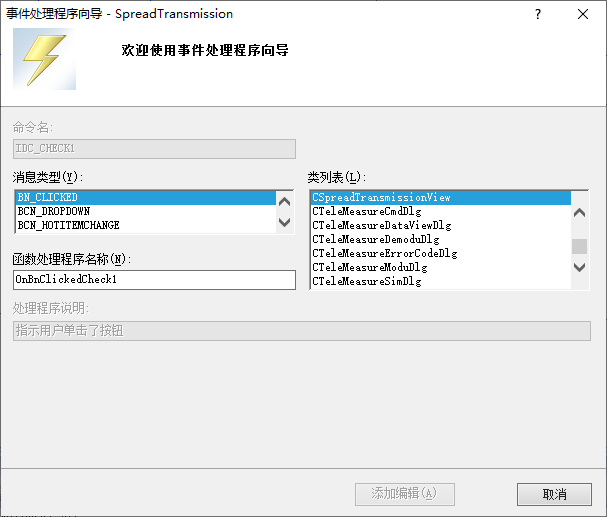 事件处理程序向导 - SpreadTransmission
?
欢迎使用事件处理程序向导
命令名:
IDC_CHECK1
消息类型(Y):
BN_CLICKED
BCN_DROPDOWN
BCN_HOTITEMCHANGE
类列表(L):
CSpreadTransmissionView
CTeleMeasureCmdDlg
CTeleMeasureDataViewDlg
CTeleMeasureDemoduDlg
CTeleMeasureErrorCodeDlg
CTeleMeasureModuDlg
CTeleMeasureSimDlg
函数处理程序名称(N):
OnBnClickedCheck1
处理程序说明:
指示用户单击了按钮
添加编辑(A)
取消